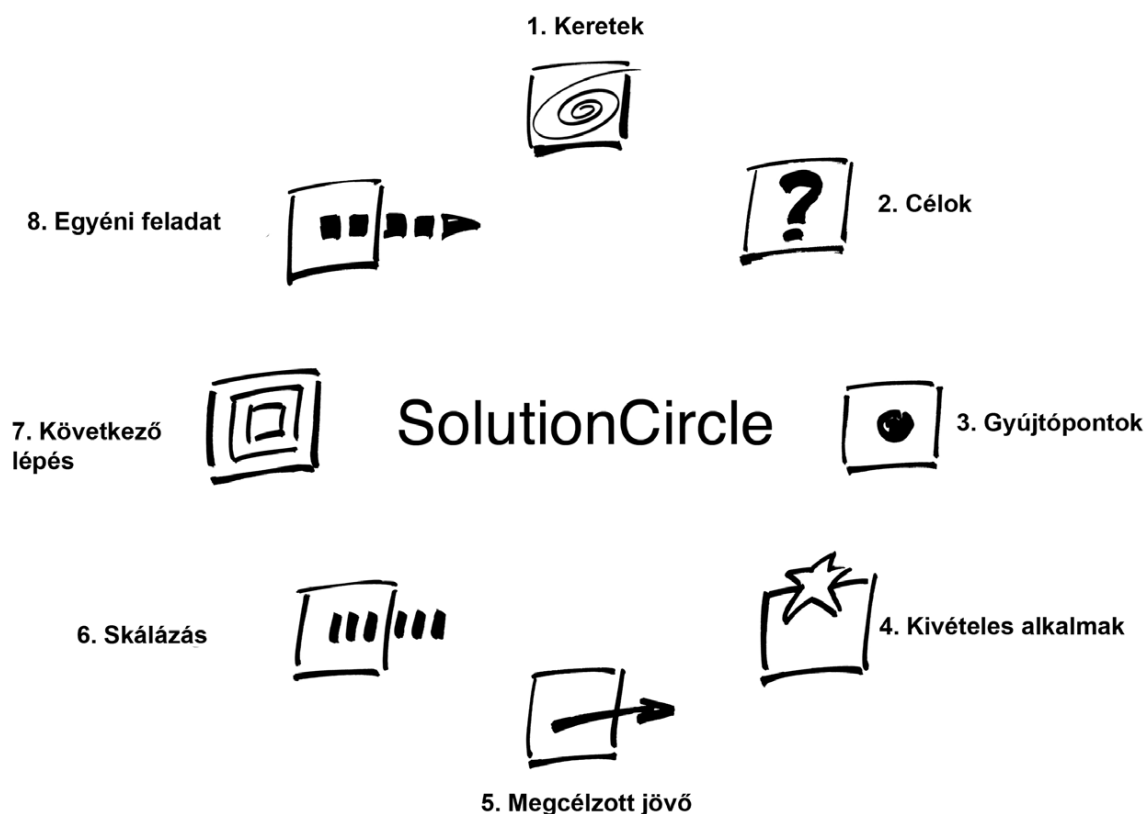 1. Keretek
2. Célok
8. Egyéni feladat
?
SolutionCircle
3. Gyújtópontok
7. Következő
lépés
4. Kivételes alkalmak
6. Skálázás
5. Megcélzott jövő